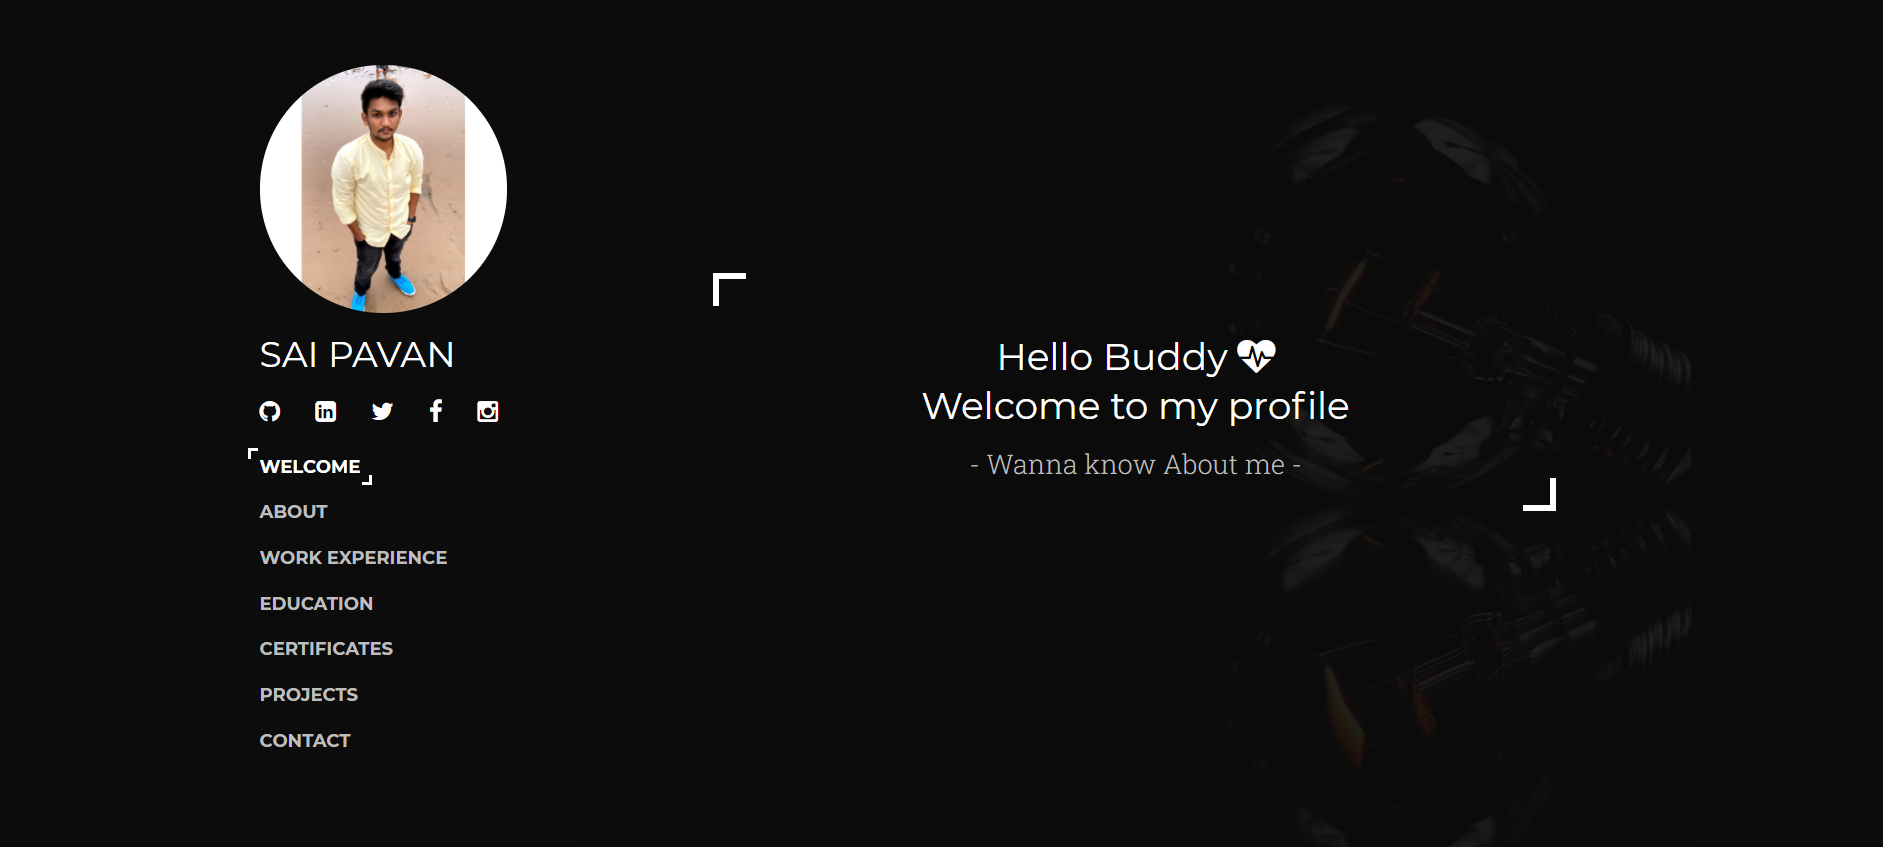 SAI PAVAN
WELCOME
ABOUT
WORK EXPERIENCE
EDUCATION
CERTIFICATES
PROJECTS
CONTACT
Hello Buddy
Welcome to my profile
- Wanna know About me -